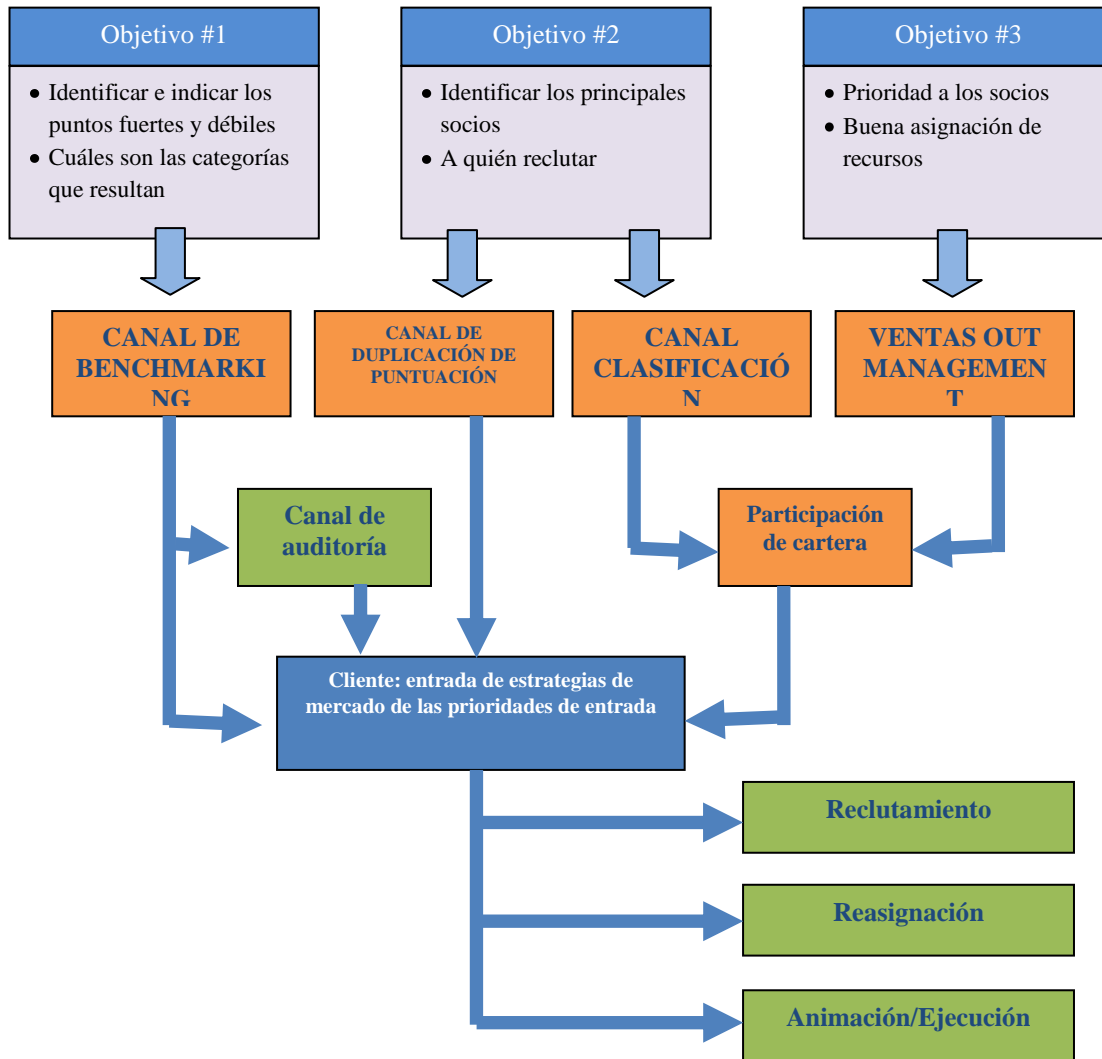 Objetivo #1
• Identificar e indicar los
puntos fuertes y débiles
• Cuáles son las categorías
que resultan
Objetivo #2
• Identificar los principales
socios
• A quién reclutar
Objetivo #3
• Prioridad a los socios
• Buena asignación de
recursos
CANAL DE
BENCHMARKI
NG
CANAL DE
DUPLICACIÓN DE
PUNTUACIÓN
CANAL
CLASIFICACIÓ
N
VENTAS OUT
MANAGEMEN
T
Canal de
auditoría
Participación
de cartera
Cliente: entrada de estrategias de
mercado de las prioridades de entrada
Reclutamiento
Reasignación
Animación/Ejecución